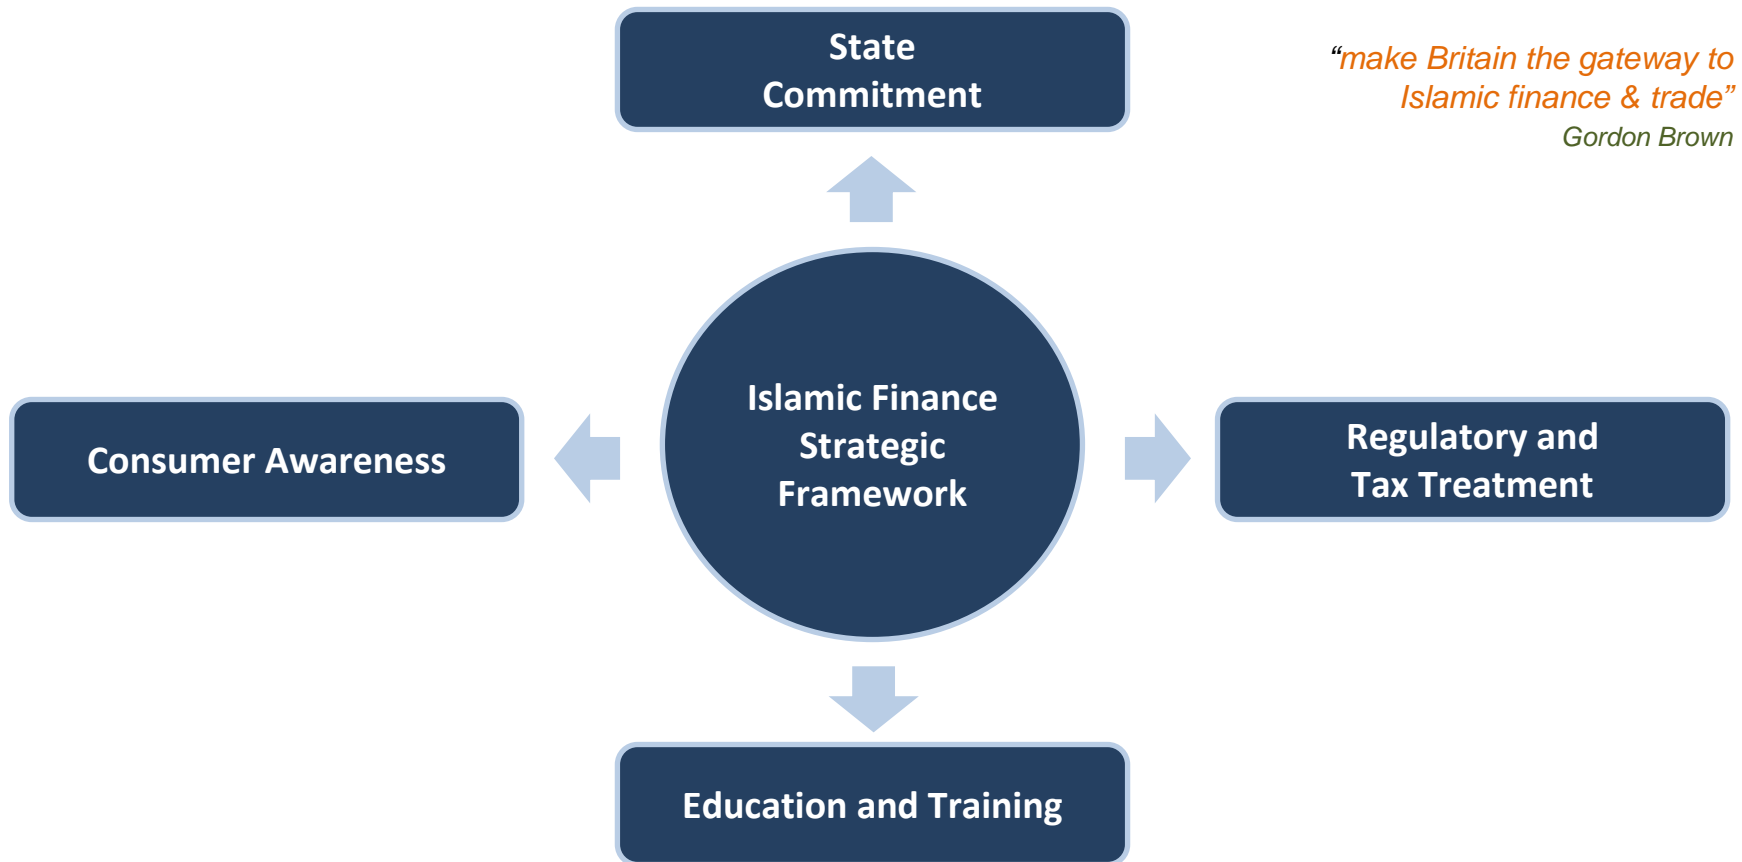 State
Commitment
“make Britain the gateway to
Islamic finance & trade”
Gordon Brown
Islamic Finance
Strategic
Framework
Consumer Awareness
Regulatory and
Tax Treatment
Education and Training